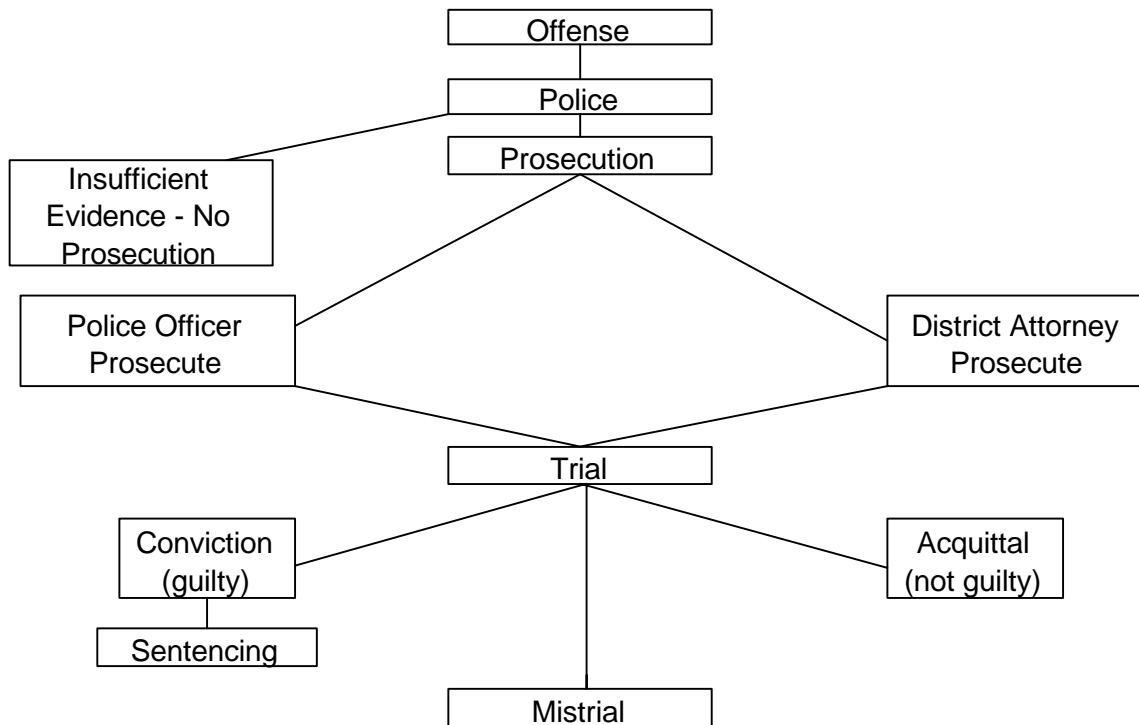 Offense
Police
Prosecution
Insufficient
Evidence - No
Prosecution
Police Officer
Prosecute
District Attorney
Prosecute
Trial
Conviction
(guilty)
Acquittal
(not guilty)
Sentencing
Mistrial